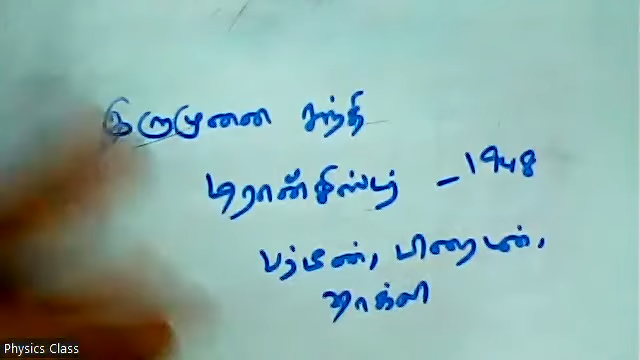 இருமுனை சந்தி
டிரான்சிஸ்டர் - 1948
பர்டீன், பிரைடன்,
ஷாக்லி
Physics Class